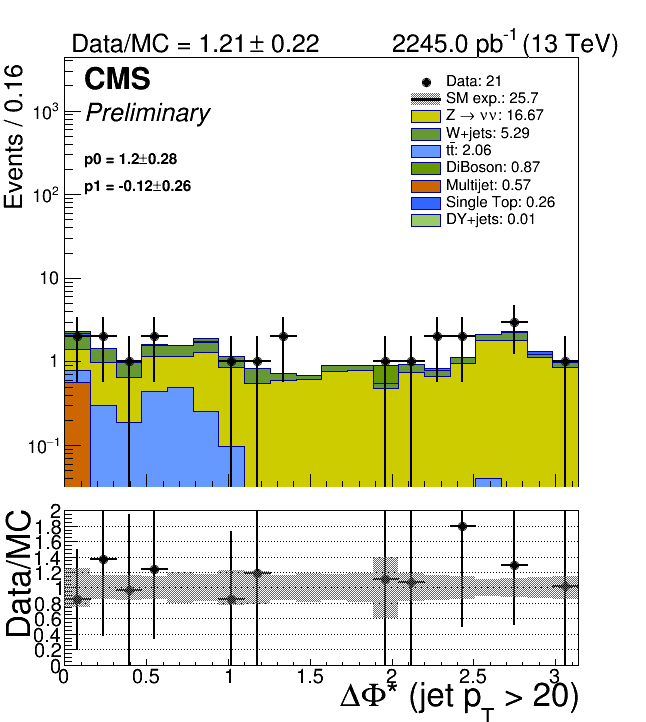 Data/MC = 1.21 ± 0.22
2245.0 pb⁻¹ (13 TeV)
Events / 0.16
CMS
Preliminary
p0 = 1.2±0.28
p1 = -0.12±0.26
Data: 21
SM exp.: 25.7
Z → νν: 16.67
W+jets: 5.29
tt̄: 2.06
DiBoson: 0.87
Multijet: 0.57
Single Top: 0.26
DY+jets: 0.01
10³
10²
10
1
10⁻¹
Data/MC
2
1.8
1.6
1.4
1.2
1
0.8
0.6
0.4
0.2
0
0 0.5 1 1.5 2 2.5 3
ΔΦ* (jet p_T > 20)